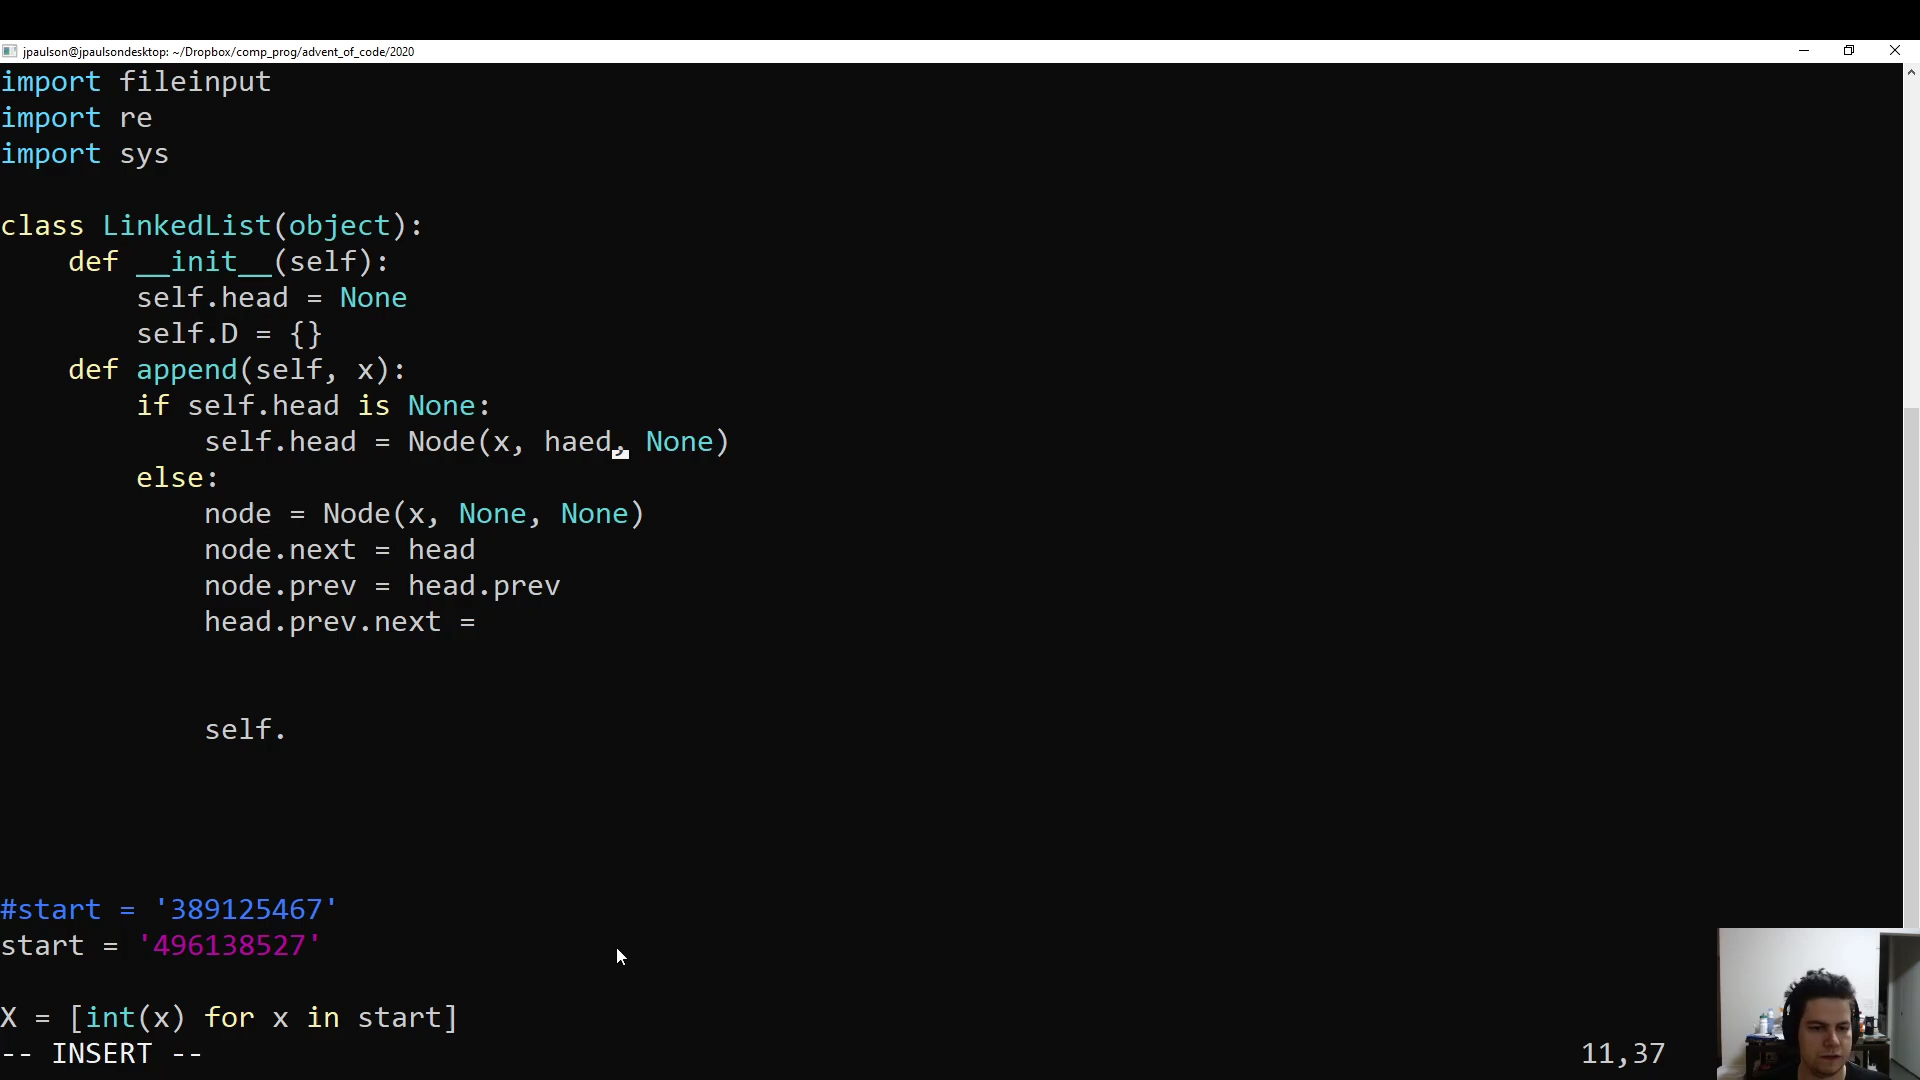 jpaulson@jpaulsondesktop: ~/Dropbox/comp_prog/advent_of_code/2020
import fileinput
import re
import sys
class LinkedList(object):
def __init__(self):
self.head = None
self.D = {}
def append(self, x):
if self.head is None:
self.head = Node(x, haed, None)
else:
node = Node(x, None, None)
node.next = head
node.prev = head.prev
head.prev.next =
self.
#start = '389125467'
start = '496138527'
X = [int(x) for x in start]
-- INSERT --
11,37